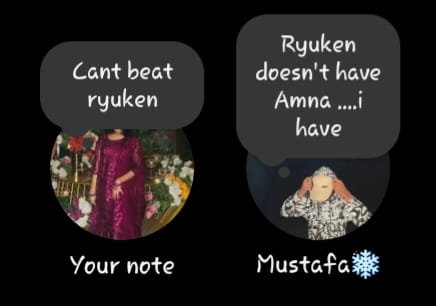 Cant beat
ryuken
Ryuken
doesn't have
Amna ....i
have
Your note
Mustafa❄️